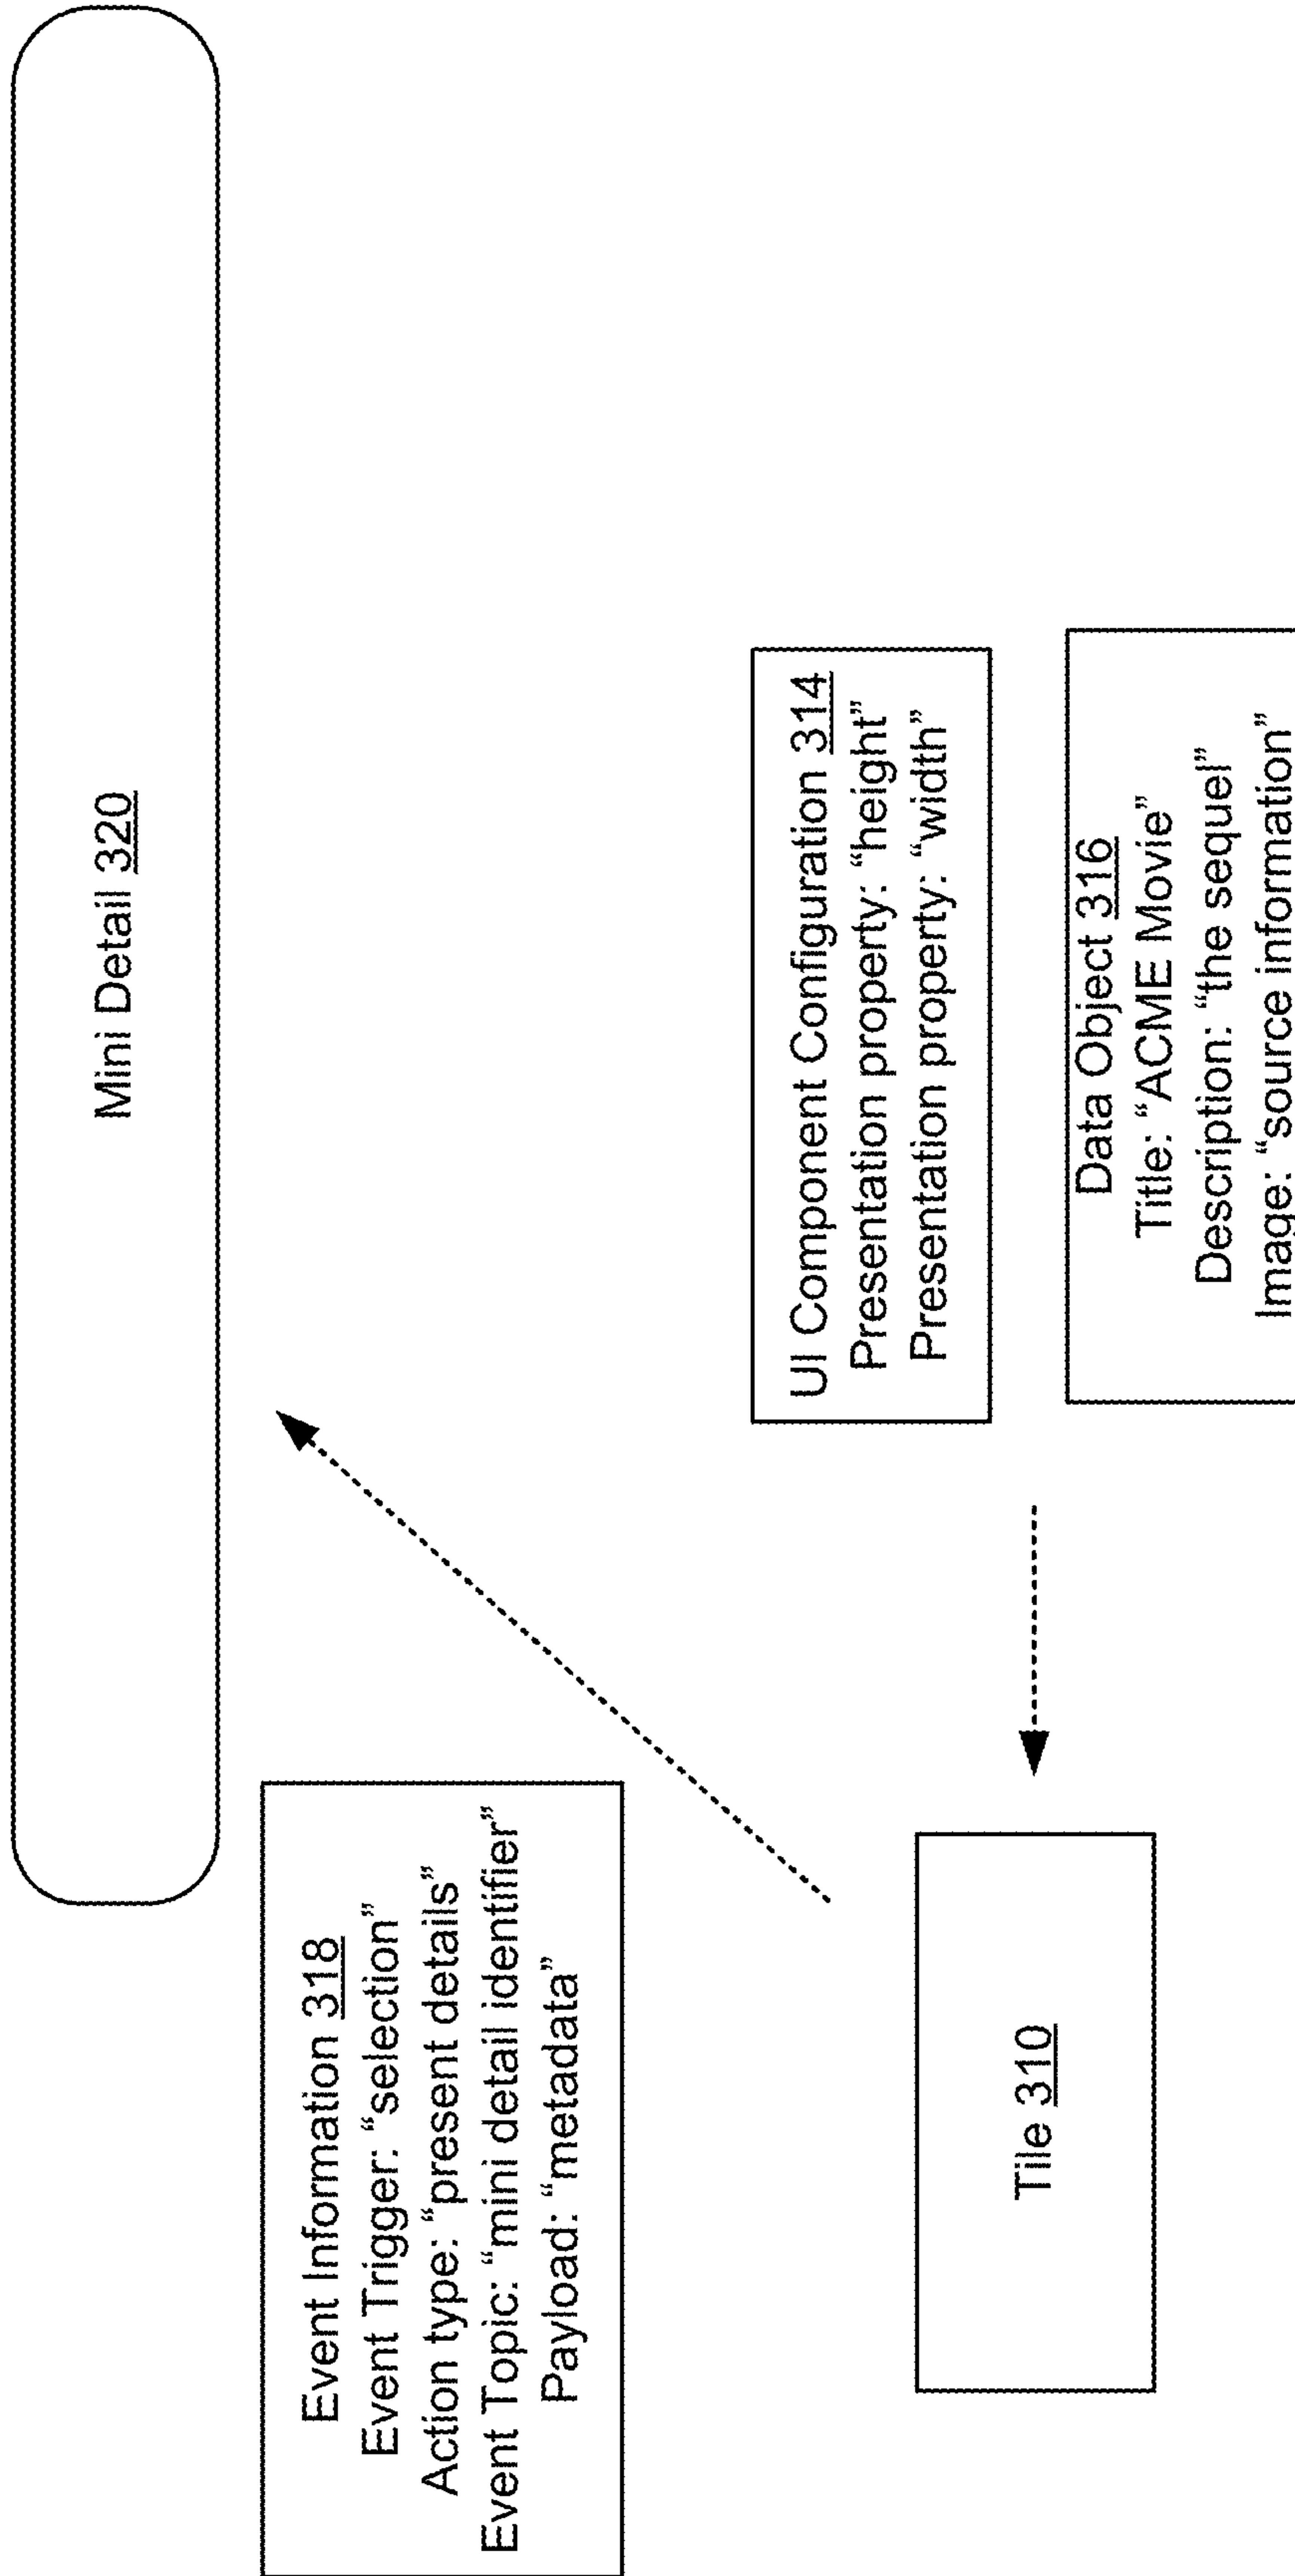 Mini Detail 320
Event Information 318
Event Trigger: “selection”
Action type: “present details”
Event Topic: “mini detail identifier”
Payload: “metadata”
UI Component Configuration 314
Presentation property: “height”
Presentation property: “width”
Tile 310
Data Object 316
Title: “ACME Movie”
Description: “the sequel”
Image: “source information”